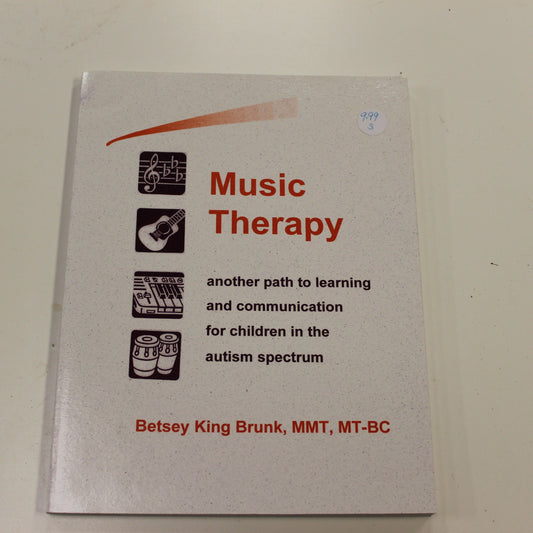 9.99
S
Music
Therapy
another path to learning
and communication
for children in the
autism spectrum
Betsey King Brunk, MMT, MT-BC